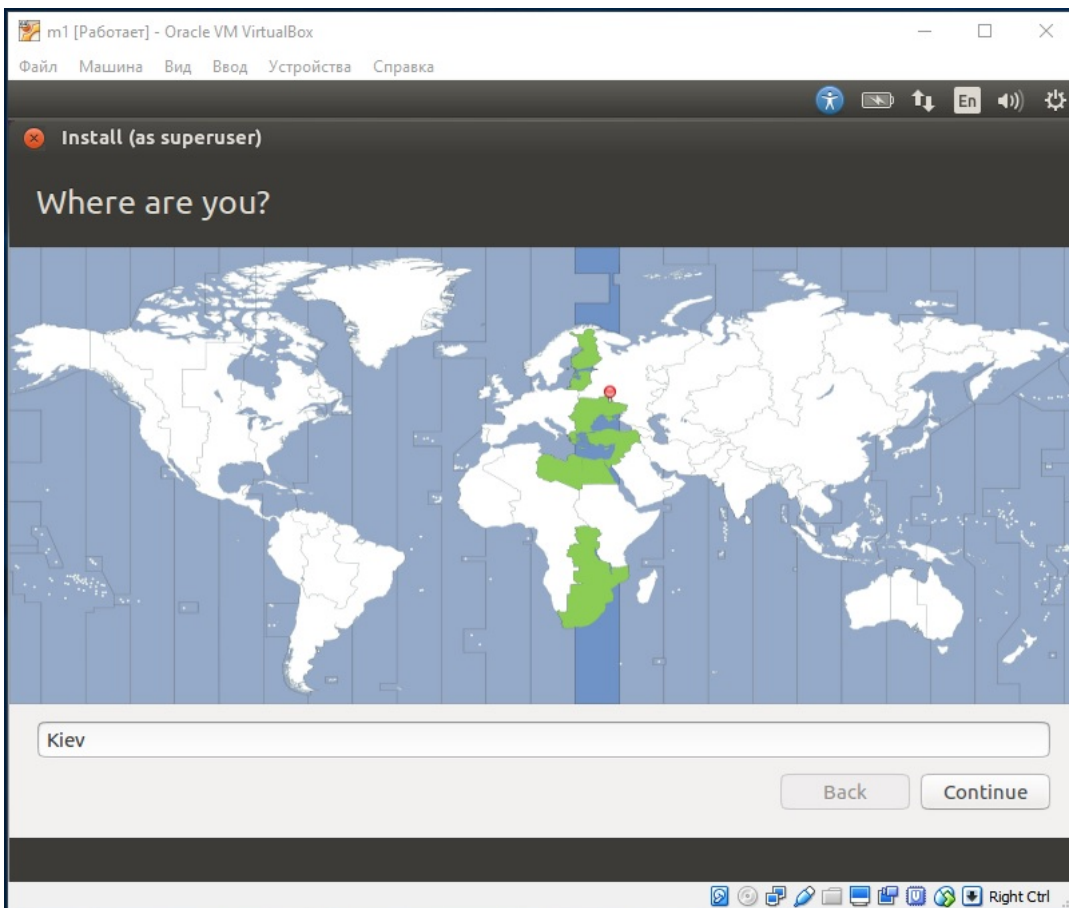 m1 [Работает] - Oracle VM VirtualBox
Файл Машина Вид Ввод Устройства Справка
En
Install (as superuser)
Where are you?
Kiev
Back Continue
Right Ctrl